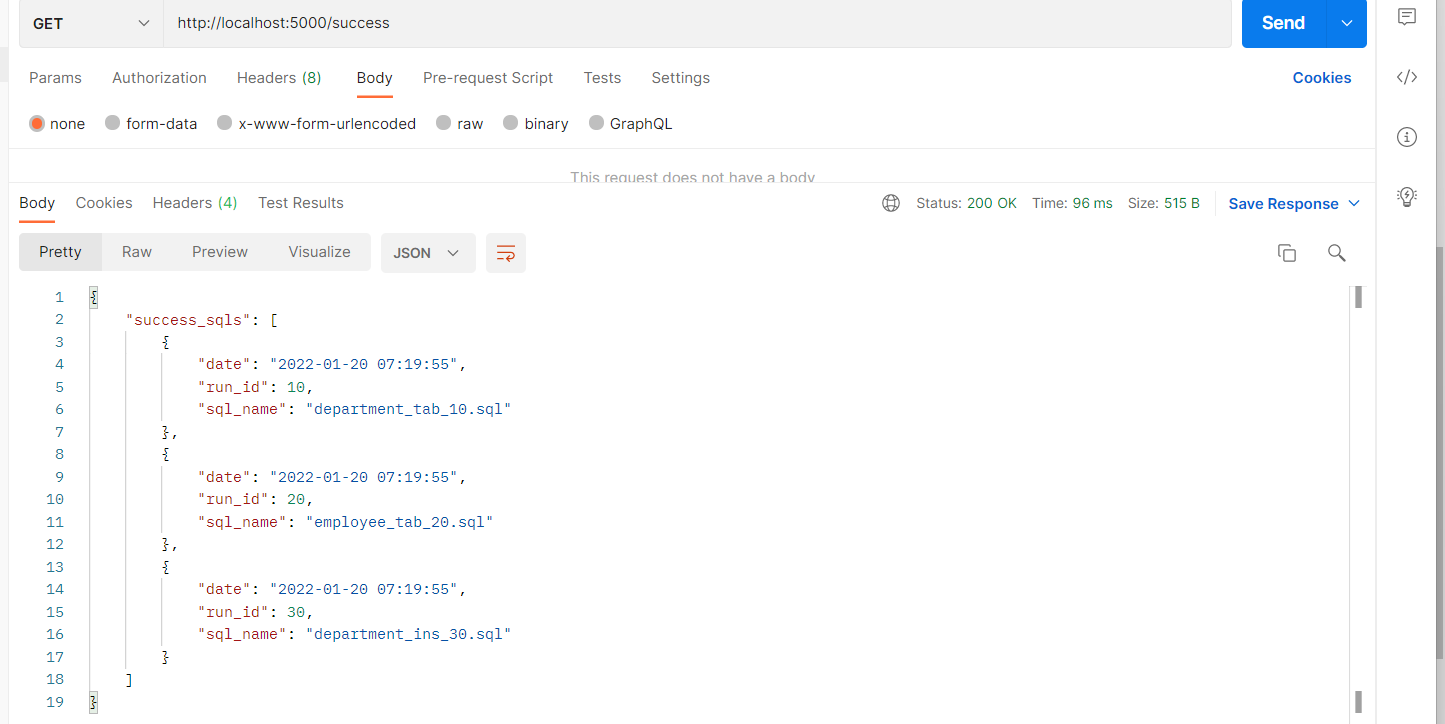 GET http://localhost:5000/success Send
Params Authorization Headers (8) Body Pre-request Script Tests Settings Cookies
none form-data x-www-form-urlencoded raw binary GraphQL
This request does not have a body
Body Cookies Headers (4) Test Results Status: 200 OK Time: 96 ms Size: 515 B Save Response
Pretty Raw Preview Visualize JSON
1 {
2 "success_sqls": [
3 {
4 "date": "2022-01-20 07:19:55",
5 "run_id": 10,
6 "sql_name": "department_tab_10.sql"
7 },
8 {
9 "date": "2022-01-20 07:19:55",
10 "run_id": 20,
11 "sql_name": "employee_tab_20.sql"
12 },
13 {
14 "date": "2022-01-20 07:19:55",
15 "run_id": 30,
16 "sql_name": "department_ins_30.sql"
17 }
18 ]
19 }